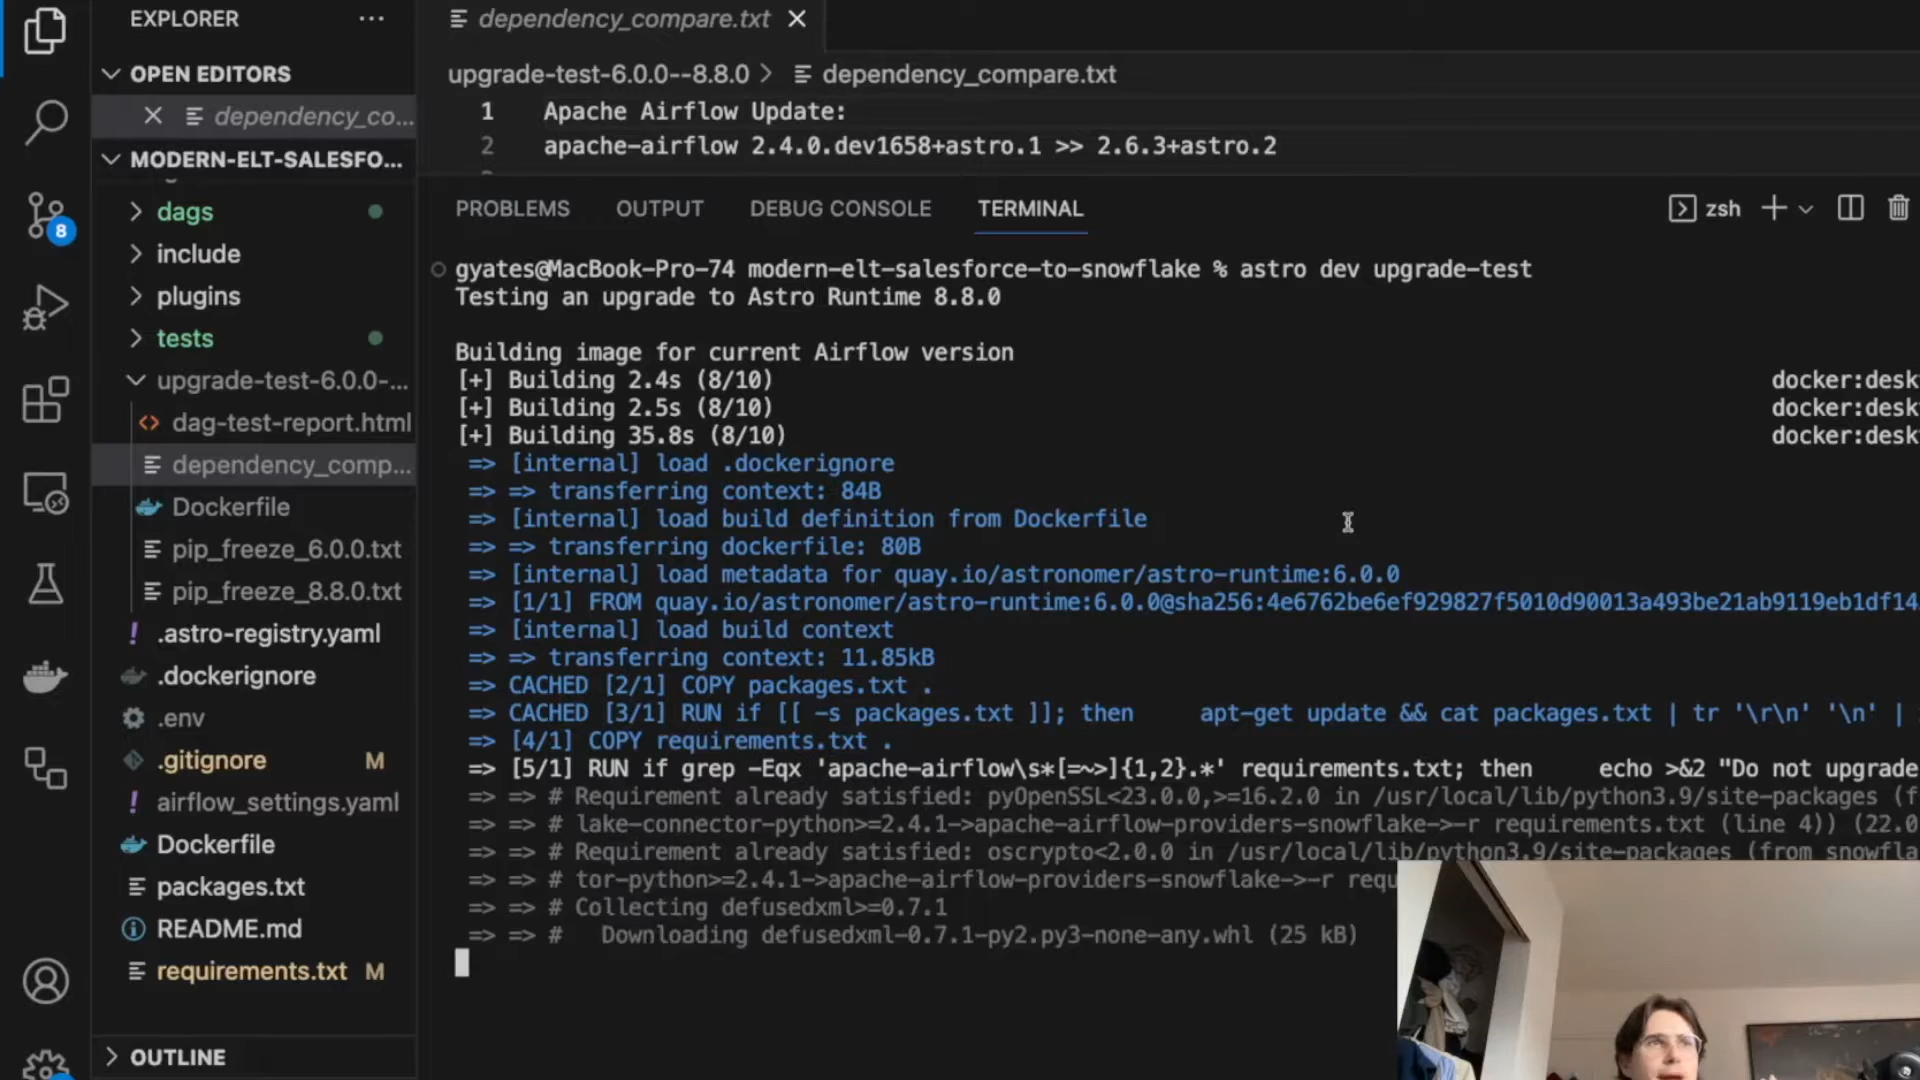 EXPLORER
OPEN EDITORS
dependency_co...
MODERN-ELT-SALESFO...
dags
include
plugins
tests
upgrade-test-6.0.0-...
dag-test-report.html
dependency_comp...
Dockerfile
pip_freeze_6.0.0.txt
pip_freeze_8.8.0.txt
.astro-registry.yaml
.dockerignore
.env
.gitignore M
airflow_settings.yaml
Dockerfile
packages.txt
README.md
requirements.txt M
OUTLINE
8
dependency_compare.txt
upgrade-test-6.0.0--8.8.0 > dependency_compare.txt
1 Apache Airflow Update:
2 apache-airflow 2.4.0.dev1658+astro.1 >> 2.6.3+astro.2
PROBLEMS OUTPUT DEBUG CONSOLE TERMINAL zsh
gyates@MacBook-Pro-74 modern-elt-salesforce-to-snowflake % astro dev upgrade-test
Testing an upgrade to Astro Runtime 8.8.0
Building image for current Airflow version
[+] Building 2.4s (8/10) docker:desk
[+] Building 2.5s (8/10) docker:desk
[+] Building 35.8s (8/10) docker:desk
=> [internal] load .dockerignore
=> => transferring context: 84B
=> [internal] load build definition from Dockerfile
=> => transferring dockerfile: 80B
=> [internal] load metadata for quay.io/astronomer/astro-runtime:6.0.0
=> [1/1] FROM quay.io/astronomer/astro-runtime:6.0.0@sha256:4e6762be6ef929827f5010d90013a493be21ab9119eb1df14
=> [internal] load build context
=> => transferring context: 11.85kB
=> CACHED [2/1] COPY packages.txt .
=> CACHED [3/1] RUN if [[ -s packages.txt ]]; then apt-get update && cat packages.txt | tr '\r\n' '\n' |
=> [4/1] COPY requirements.txt .
=> [5/1] RUN if grep -Eqx 'apache-airflow\s*[=~>]{1,2}.*' requirements.txt; then echo >&2 "Do not upgrade
=> => # Requirement already satisfied: pyOpenSSL<23.0.0,>=16.2.0 in /usr/local/lib/python3.9/site-packages (f
=> => # lake-connector-python>=2.4.1->apache-airflow-providers-snowflake->-r requirements.txt (line 4)) (22.0
=> => # Requirement already satisfied: oscrypto<2.0.0 in /usr/local/lib/python3.9/site-packages (from snowfla
=> => # tor-python>=2.4.1->apache-airflow-providers-snowflake->-r requ
=> => # Collecting defusedxml>=0.7.1
=> => # Downloading defusedxml-0.7.1-py2.py3-none-any.whl (25 kB)